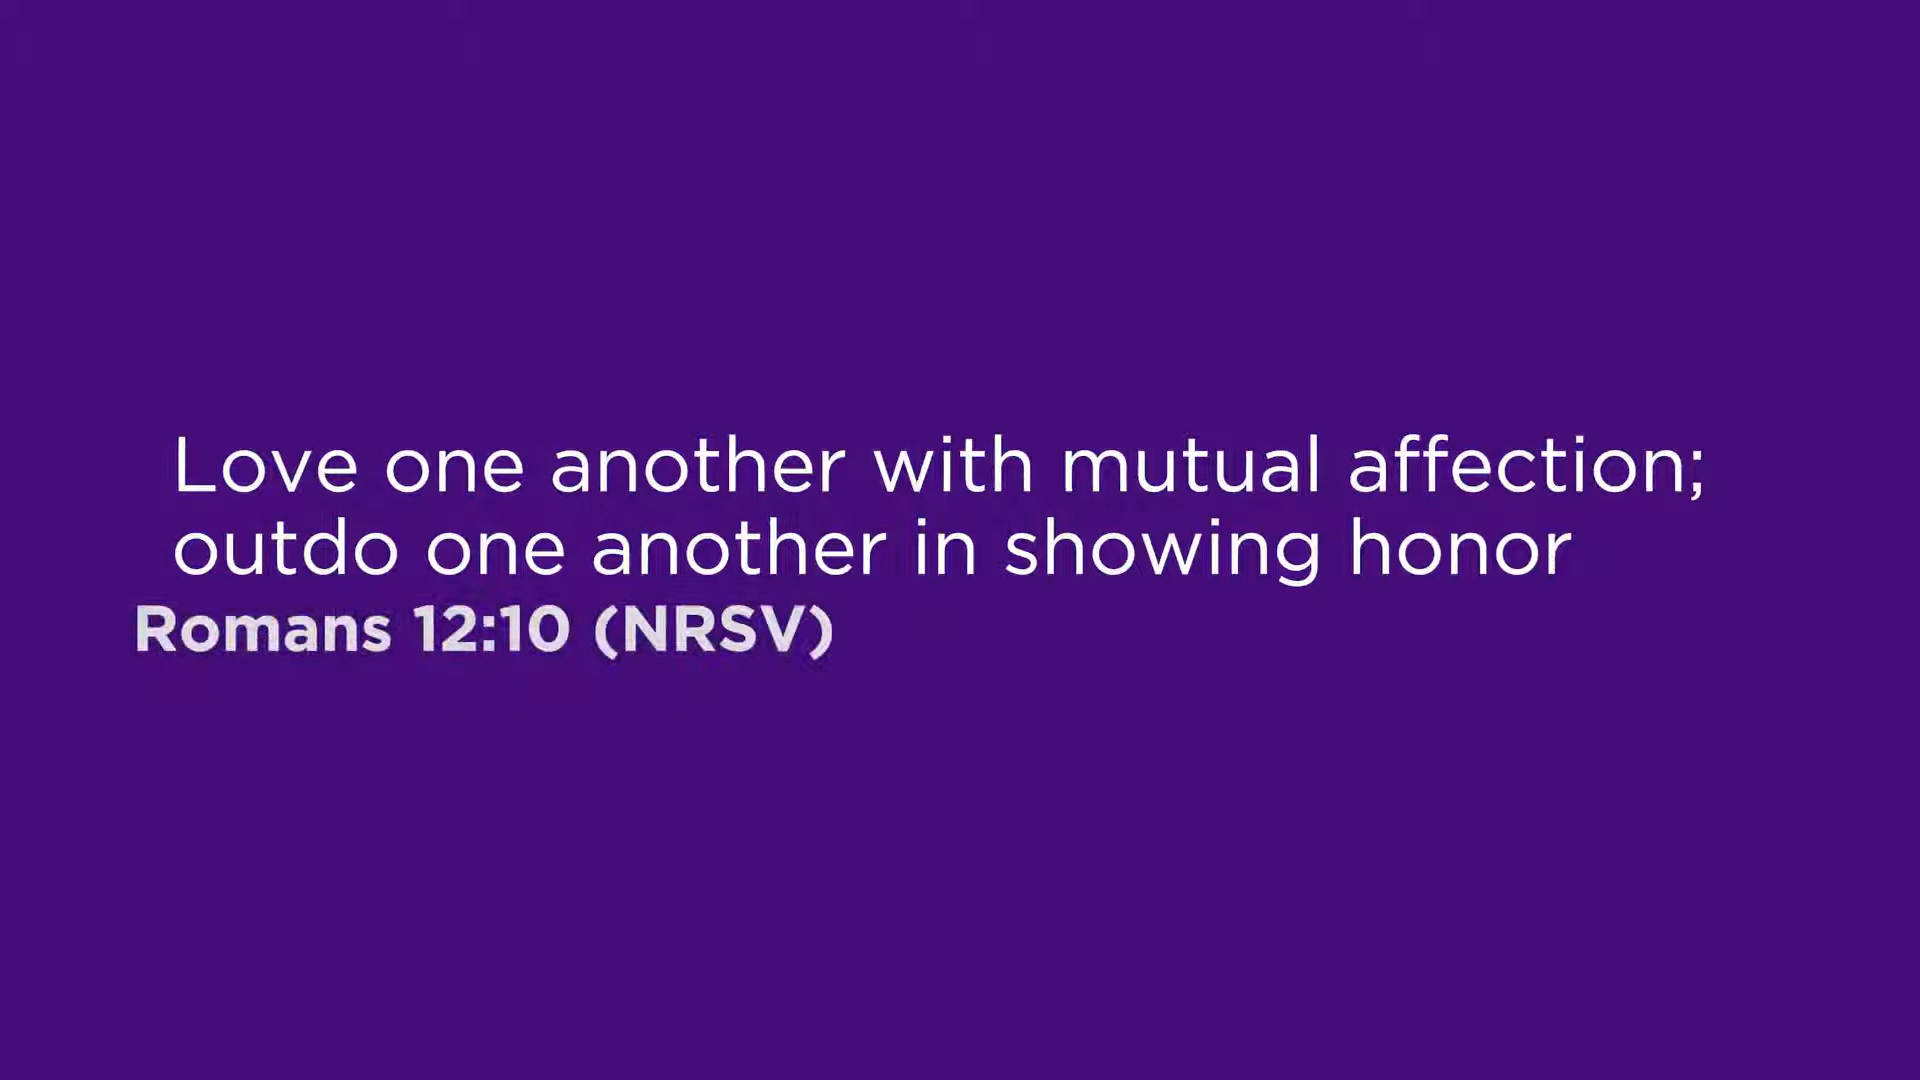 Love one another with mutual affection;
outdo one another in showing honor
Romans 12:10 (NRSV)